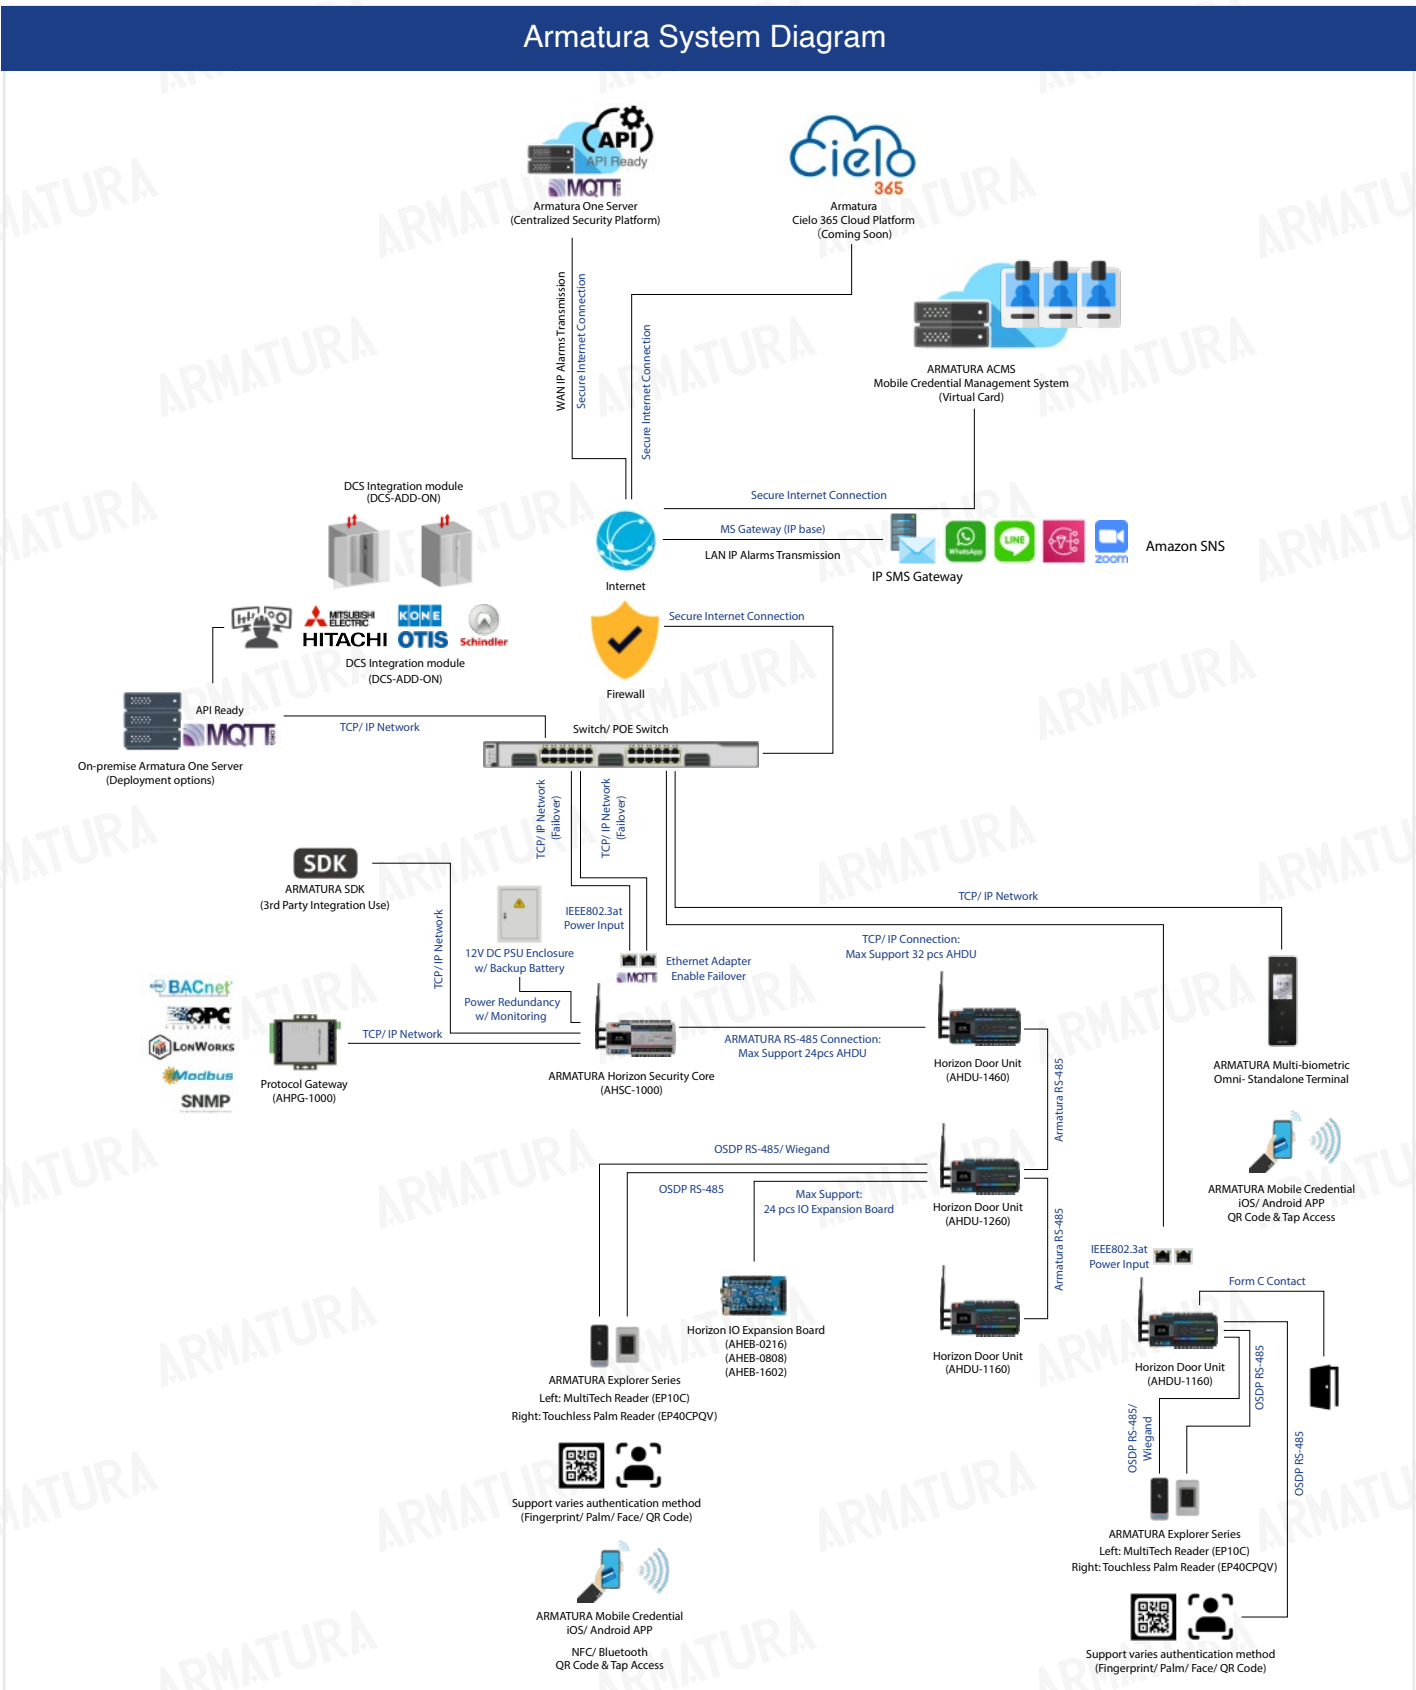 Armatura System Diagram
API
API Ready
MQTT
Armatura One Server
(Centralized Security Platform)
Cielo
365
Armatura
Cielo 365 Cloud Platform
(Coming Soon)
WAN IP Alarms Transmission
Secure Internet Connection
Secure Internet Connection
ARMATURA ACMS
Mobile Credential Management System
(Virtual Card)
Secure Internet Connection
MS Gateway (IP base)
LAN IP Alarms Transmission
IP SMS Gateway
WhatsApp
LINE
zoom
Amazon SNS
Internet
DCS Integration module
(DCS-ADD-ON)
MITSUBISHI
ELECTRIC
KONE
HITACHI
OTIS
Schindler
DCS Integration module
(DCS-ADD-ON)
Secure Internet Connection
Firewall
API Ready
MQTT
On-premise Armatura One Server
(Deployment options)
TCP/ IP Network
Switch/ POE Switch
TCP/ IP Network
(Failover)
TCP/ IP Network
(Failover)
SDK
ARMATURA SDK
(3rd Party Integration Use)
TCP/ IP Network
12V DC PSU Enclosure
w/ Backup Battery
Power Redundancy
w/ Monitoring
IEEE802.3at
Power Input
MQTT
Ethernet Adapter
Enable Failover
TCP/ IP Network
TCP/ IP Connection:
Max Support 32 pcs AHDU
BACnet
OPC
FOUNDATION
LONWORKS
Modbus
SNMP
Protocol Gateway
(AHPG-1000)
TCP/ IP Network
ARMATURA Horizon Security Core
(AHSC-1000)
ARMATURA RS-485 Connection:
Max Support 24pcs AHDU
Horizon Door Unit
(AHDU-1460)
Armatura RS-485
ARMATURA Multi-biometric
Omni- Standalone Terminal
ARMATURA Mobile Credential
iOS/ Android APP
QR Code & Tap Access
OSDP RS-485/ Wiegand
OSDP RS-485
Max Support:
24 pcs IO Expansion Board
Horizon Door Unit
(AHDU-1260)
Armatura RS-485
Horizon IO Expansion Board
(AHEB-0216)
(AHEB-0808)
(AHEB-1602)
Horizon Door Unit
(AHDU-1160)
IEEE802.3at
Power Input
Form C Contact
Horizon Door Unit
(AHDU-1160)
OSDP RS-485/
Wiegand
OSDP RS-485
OSDP RS-485
ARMATURA Explorer Series
Left: MultiTech Reader (EP10C)
Right: Touchless Palm Reader (EP40CPQV)
Support varies authentication method
(Fingerprint/ Palm/ Face/ QR Code)
ARMATURA Mobile Credential
iOS/ Android APP
NFC/ Bluetooth
QR Code & Tap Access
ARMATURA Explorer Series
Left: MultiTech Reader (EP10C)
Right: Touchless Palm Reader (EP40CPQV)
Support varies authentication method
(Fingerprint/ Palm/ Face/ QR Code)
ARMATURA